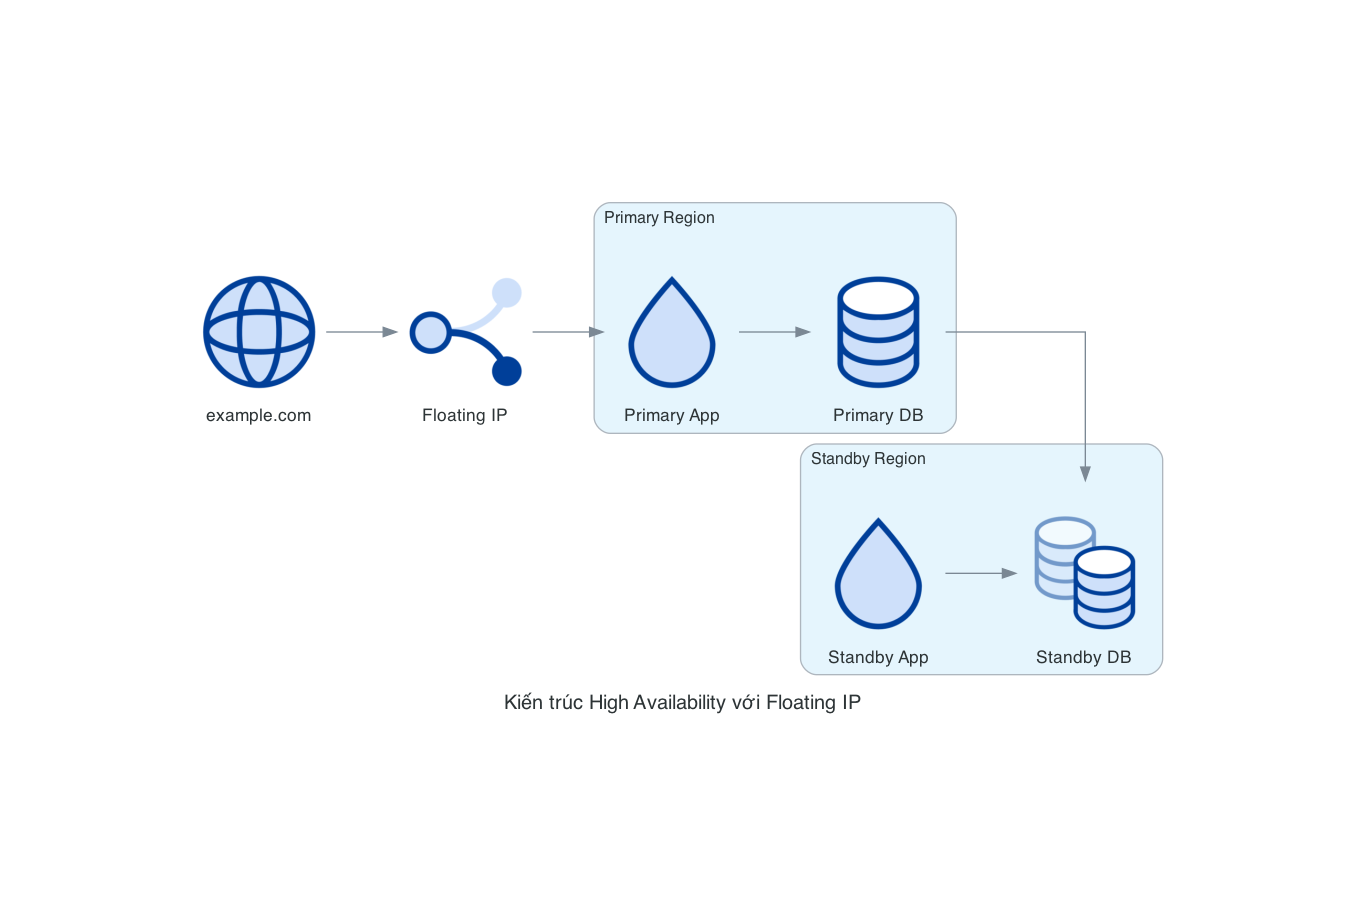 Primary Region
example.com
Floating IP
Primary App
Primary DB
Standby Region
Standby App
Standby DB
Kiến trúc High Availability với Floating IP